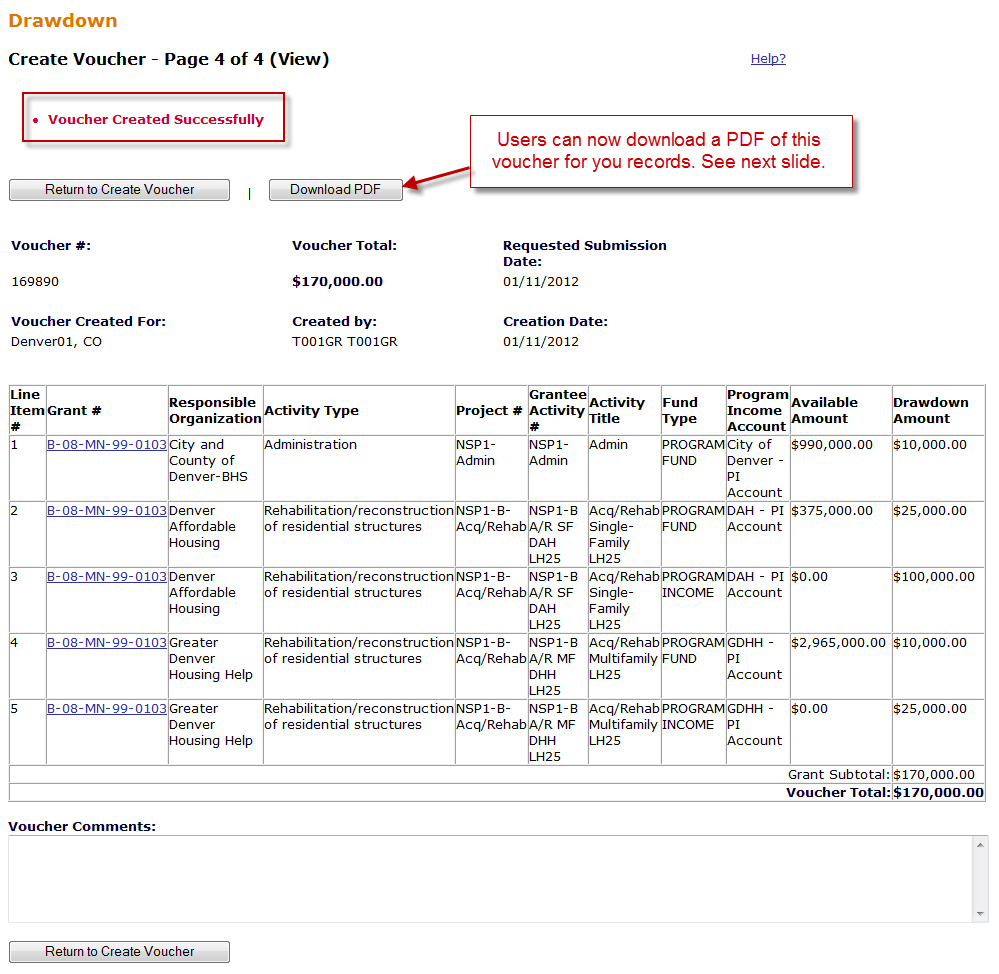 Drawdown
Create Voucher - Page 4 of 4 (View)
Help?
• Voucher Created Successfully
Users can now download a PDF of this
voucher for you records. See next slide.
Return to Create Voucher | Download PDF
Voucher #: Voucher Total: Requested Submission
Date:
169890 $170,000.00 01/11/2012
Voucher Created For: Created by: Creation Date:
Denver01, CO T001GR T001GR 01/11/2012
Line
Item
#
Grant #
Responsible
Organization
Activity Type
Project #
Grantee
Activity
#
Activity
Title
Fund
Type
Program
Income
Account
Available
Amount
Drawdown
Amount
1
B-08-MN-99-0103
City and
County of
Denver-BHS
Administration
NSP1-
Admin
NSP1-
Admin
Admin
PROGRAM
FUND
City of
Denver -
PI
Account
$990,000.00
$10,000.00
2
B-08-MN-99-0103
Denver
Affordable
Housing
Rehabilitation/reconstruction
of residential structures
NSP1-B-
Acq/Rehab
NSP1-B
A/R SF
DAH
LH25
Acq/Rehab
Single-
Family
LH25
PROGRAM
FUND
DAH - PI
Account
$375,000.00
$25,000.00
3
B-08-MN-99-0103
Denver
Affordable
Housing
Rehabilitation/reconstruction
of residential structures
NSP1-B-
Acq/Rehab
NSP1-B
A/R SF
DAH
LH25
Acq/Rehab
Single-
Family
LH25
PROGRAM
INCOME
DAH - PI
Account
$0.00
$100,000.00
4
B-08-MN-99-0103
Greater
Denver
Housing Help
Rehabilitation/reconstruction
of residential structures
NSP1-B-
Acq/Rehab
NSP1-B
A/R MF
DHH
LH25
Acq/Rehab
Multifamily
LH25
PROGRAM
FUND
GDHH -
PI
Account
$2,965,000.00
$10,000.00
5
B-08-MN-99-0103
Greater
Denver
Housing Help
Rehabilitation/reconstruction
of residential structures
NSP1-B-
Acq/Rehab
NSP1-B
A/R MF
DHH
LH25
Acq/Rehab
Multifamily
LH25
PROGRAM
INCOME
GDHH -
PI
Account
$0.00
$25,000.00
Grant Subtotal: $170,000.00
Voucher Total: $170,000.00
Voucher Comments:
Return to Create Voucher